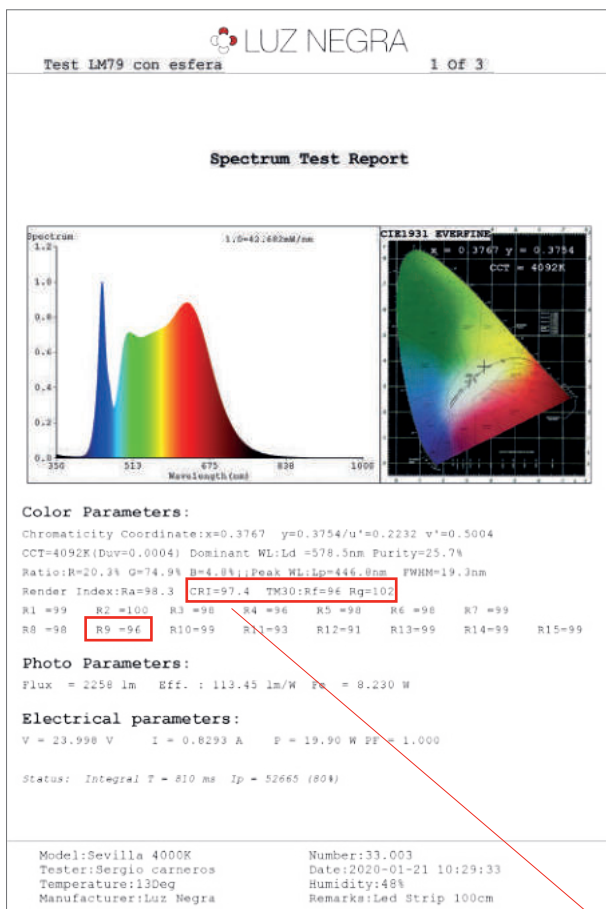 LUZ NEGRA
Test LM79 con esfera 1 Of 3
Spectrum Test Report
Spectrum 1.0=42.682mW/nm
1.2
1.0
0.8
0.6
0.4
0.2
0.0
350 513 675 838 1000
Wavelength(nm)
CIE1931 EVERFINE
x = 0.3767 y = 0.3754
CCT = 4092K
Color Parameters:
Chromaticity Coordinate:x=0.3767 y=0.3754/u'=0.2232 v'=0.5004
CCT=4092K(Duv=0.0004) Dominant WL:Ld =578.5nm Purity=25.7%
Ratio:R=20.3% G=74.9% B=4.8%;;Peak WL:Lp=446.8nm FWHM=19.3nm
Render Index:Ra=98.3 CRI=97.4 TM30:Rf=96 Rg=102
R1 =99 R2 =100 R3 =98 R4 =96 R5 =98 R6 =98 R7 =99
R8 =98 R9 =96 R10=99 R11=93 R12=91 R13=99 R14=99 R15=99
Photo Parameters:
Flux = 2258 lm Eff. : 113.45 lm/W Fe = 8.230 W
Electrical parameters:
V = 23.998 V I = 0.8293 A P = 19.90 W PF = 1.000
Status: Integral T = 810 ms Ip = 52665 (80%)
Model:Sevilla 4000K Number:33.003
Tester:Sergio carneros Date:2020-01-21 10:29:33
Temperature:13Deg Humidity:48%
Manufacturer:Luz Negra Remarks:Led Strip 100cm